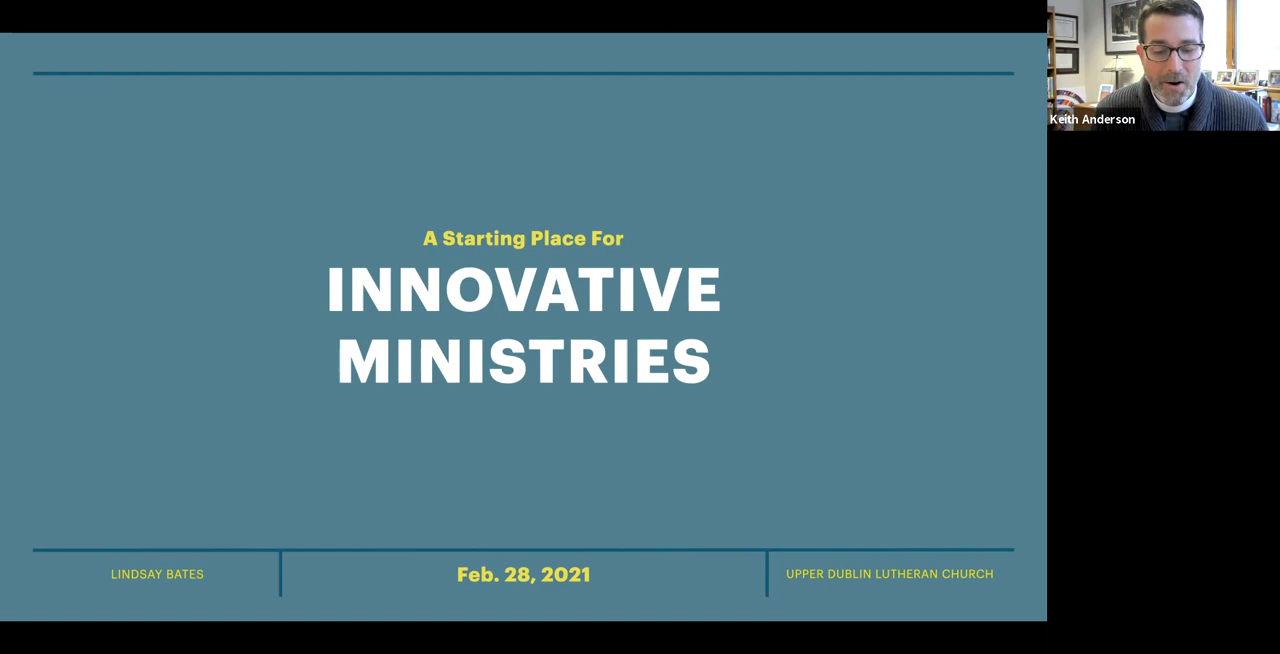 A Starting Place For
INNOVATIVE
MINISTRIES
LINDSAY BATES
Feb. 28, 2021
UPPER DUBLIN LUTHERAN CHURCH
Keith Anderson